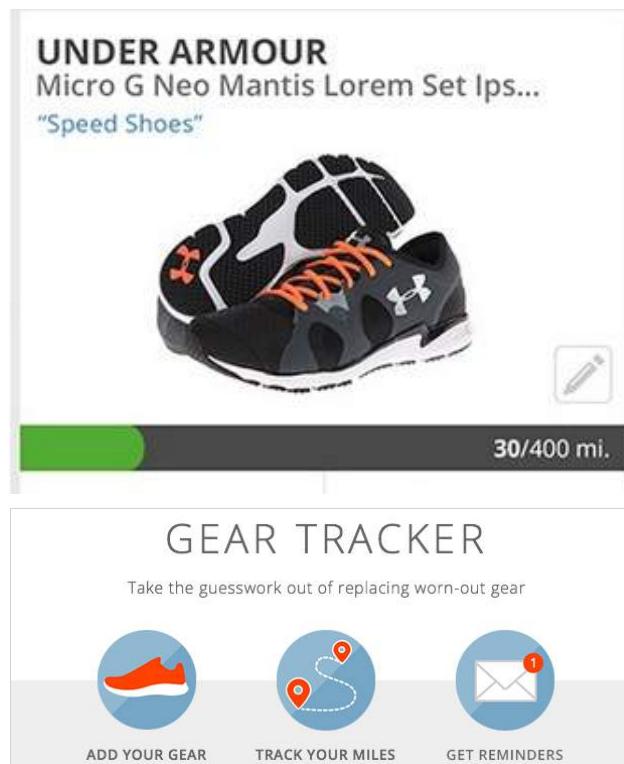 UNDER ARMOUR
Micro G Neo Mantis Lorem Set Ips...
“Speed Shoes”
30/400 mi.
GEAR TRACKER
Take the guesswork out of replacing worn-out gear
1
ADD YOUR GEAR
TRACK YOUR MILES
GET REMINDERS